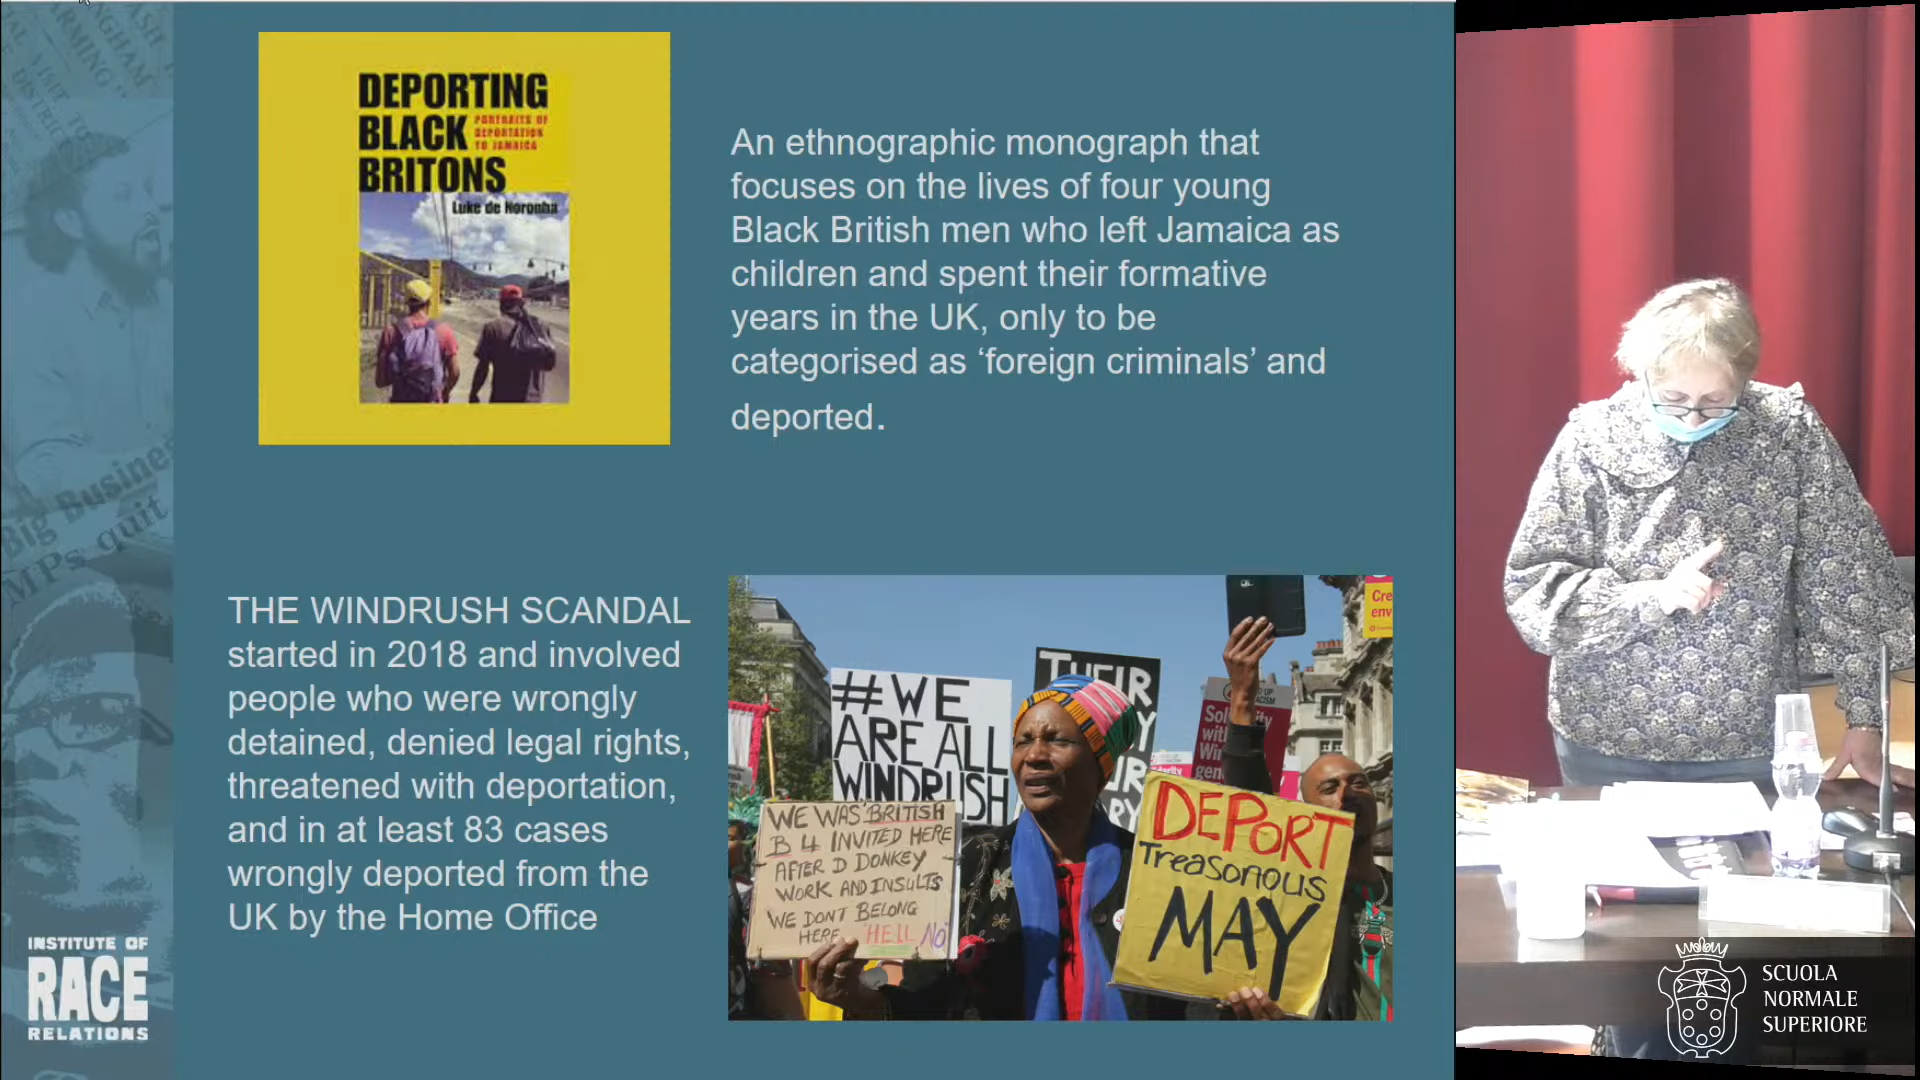 DEPORTING
BLACK
BRITONS
PORTRAITS OF
DEPORTATION
TO JAMAICA
Luke de Noronha
An ethnographic monograph that
focuses on the lives of four young
Black British men who left Jamaica as
children and spent their formative
years in the UK, only to be
categorised as ‘foreign criminals’ and
deported.
THE WINDRUSH SCANDAL
started in 2018 and involved
people who were wrongly
detained, denied legal rights,
threatened with deportation,
and in at least 83 cases
wrongly deported from the
UK by the Home Office
#WE
ARE ALL
WINDRUSH
THEIR
WE WAS BRITISH
B 4 INVITED HERE
AFTER D DONKEY
WORK AND INSULTS
WE DONT BELONG
HERE HELL NO
DEPORT
Treasonous
MAY
Big Business
MPs quit
INSTITUTE OF
RACE
RELATIONS
SCUOLA
NORMALE
SUPERIORE